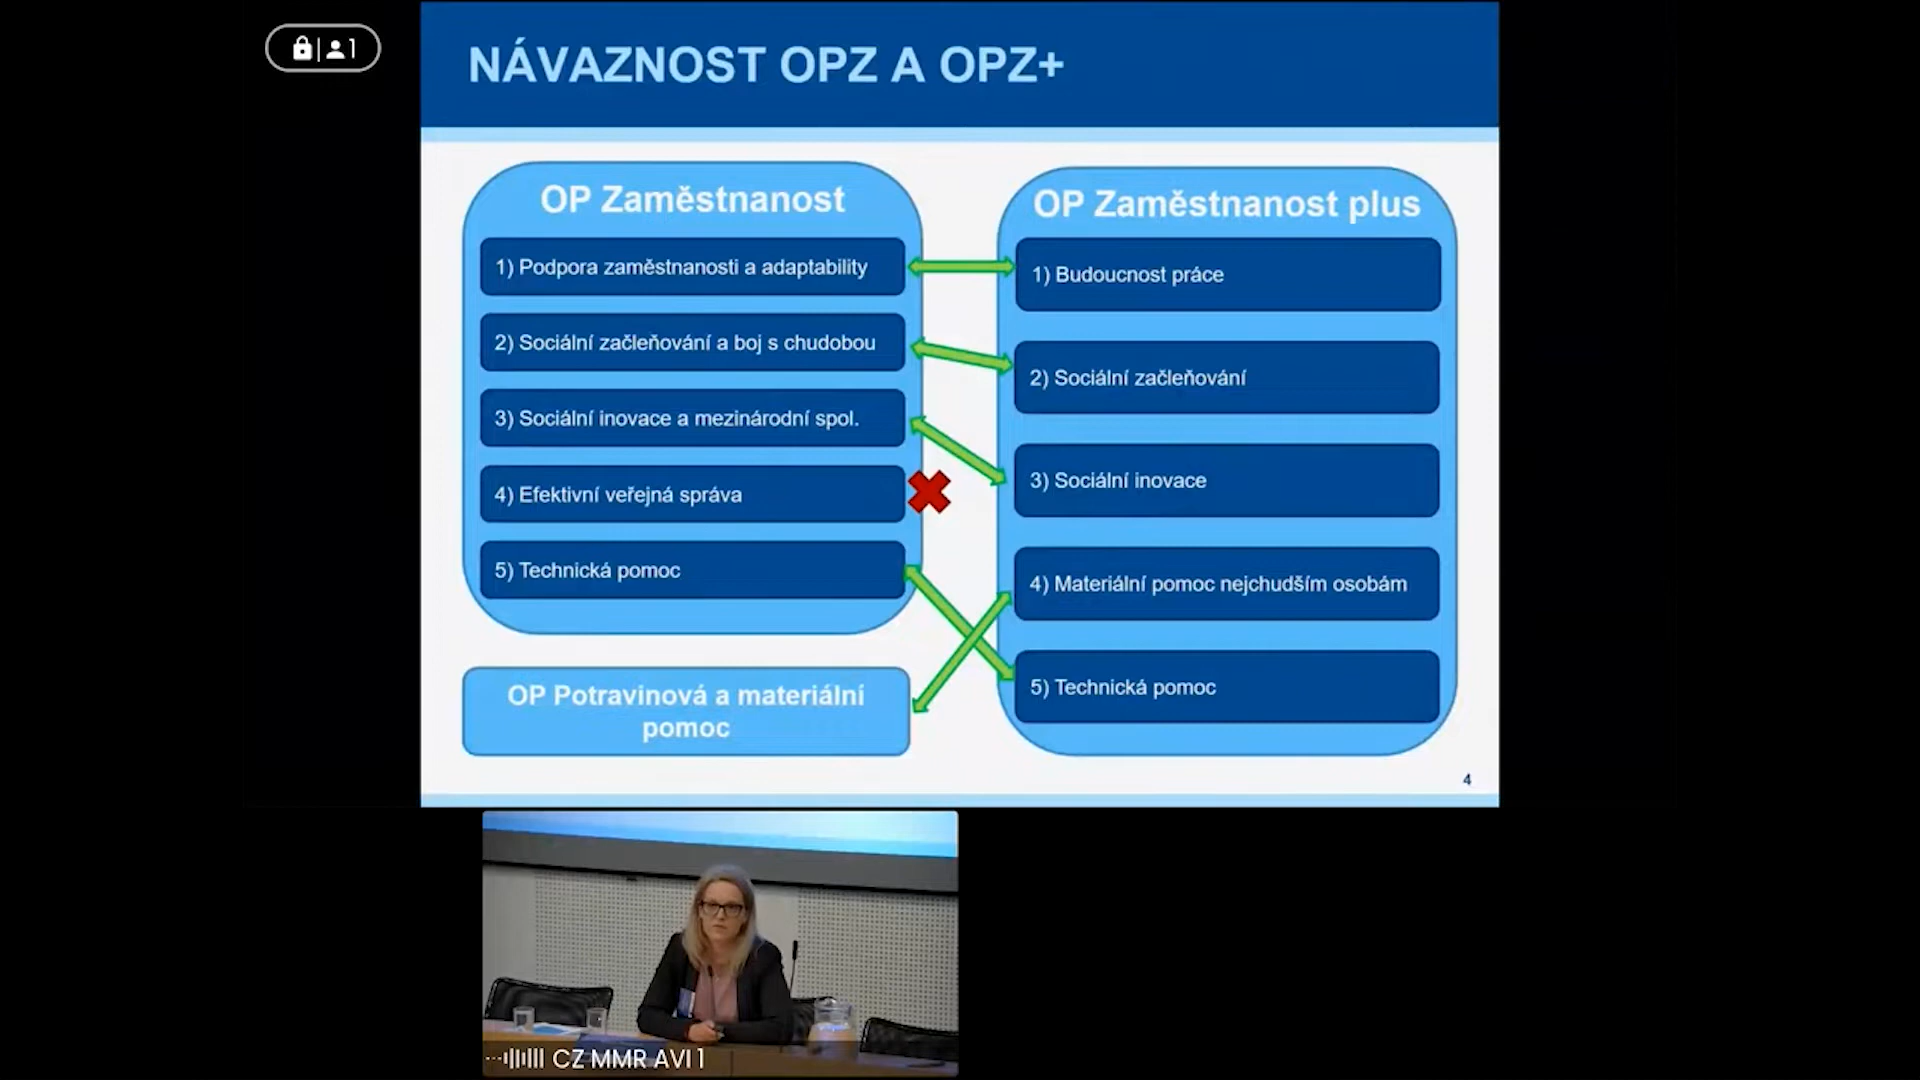 1
NÁVAZNOST OPZ A OPZ+
OP Zaměstnanost
1) Podpora zaměstnanosti a adaptability
2) Sociální začleňování a boj s chudobou
3) Sociální inovace a mezinárodní spol.
4) Efektivní veřejná správa
5) Technická pomoc
OP Potravinová a materiální
pomoc
OP Zaměstnanost plus
1) Budoucnost práce
2) Sociální začleňování
3) Sociální inovace
4) Materiální pomoc nejchudším osobám
5) Technická pomoc
4
CZ MMR AVI 1